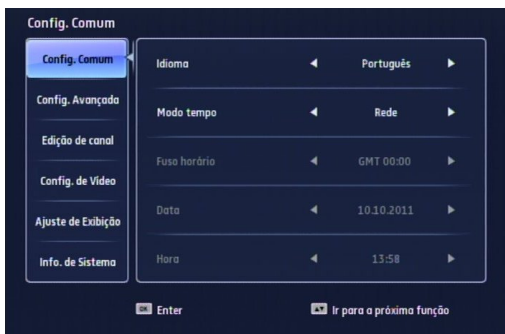 Config. Comum
Config. Comum
Config. Avançada
Edição de canal
Config. de Vídeo
Ajuste de Exibição
Info. de Sistema
Idioma Português
Modo tempo Rede
Fuso horário GMT 00:00
Data 10.10.2011
Hora 13:58
OK Enter Ir para a próxima função